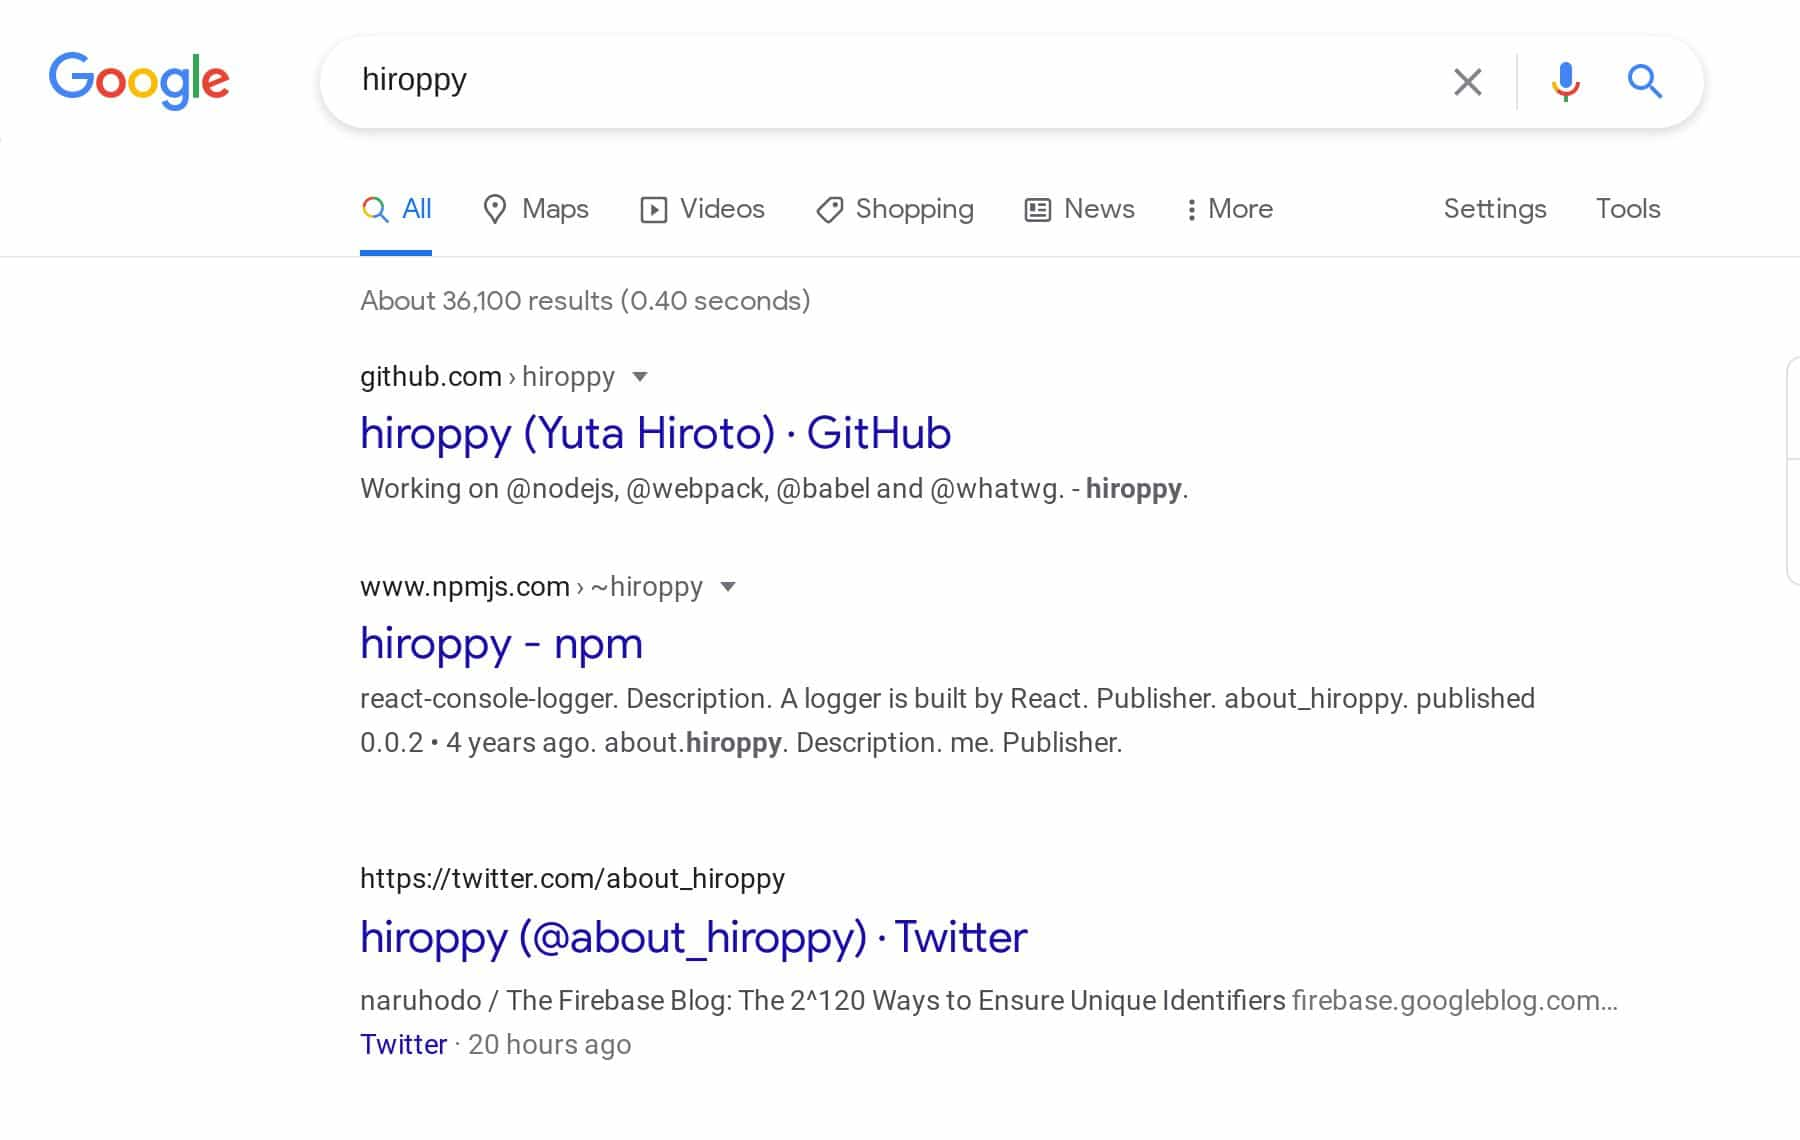 Google
hiroppy
All Maps Videos Shopping News More Settings Tools
About 36,100 results (0.40 seconds)
github.com › hiroppy
hiroppy (Yuta Hiroto) · GitHub
Working on @nodejs, @webpack, @babel and @whatwg. - hiroppy.
www.npmjs.com › ~hiroppy
hiroppy - npm
react-console-logger. Description. A logger is built by React. Publisher. about_hiroppy. published
0.0.2 • 4 years ago. about.hiroppy. Description. me. Publisher.
https://twitter.com/about_hiroppy
hiroppy (@about_hiroppy) · Twitter
naruhodo / The Firebase Blog: The 2^120 Ways to Ensure Unique Identifiers firebase.googleblog.com…
Twitter · 20 hours ago